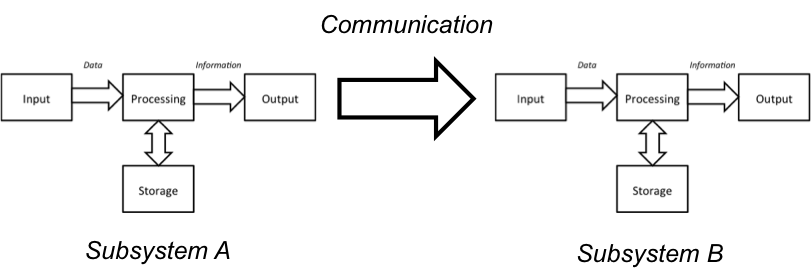 Communication
Data
Information
Input
Processing
Output
Storage
Subsystem A
Data
Information
Input
Processing
Output
Storage
Subsystem B